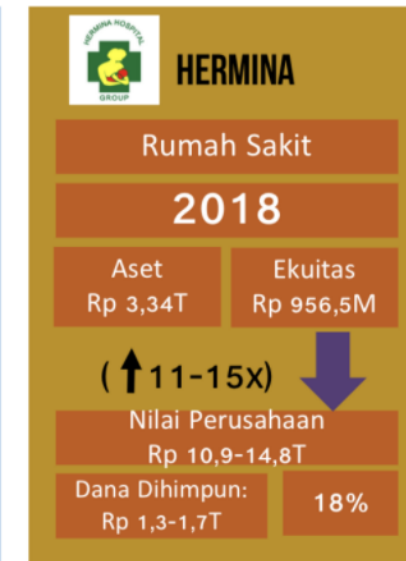 HERMINA HOSPITAL
GROUP
HERMINA
Rumah Sakit
2018
Aset
Rp 3,34T
Ekuitas
Rp 956,5M
(11-15x)
Nilai Perusahaan
Rp 10,9-14,8T
Dana Dihimpun:
Rp 1,3-1,7T
18%